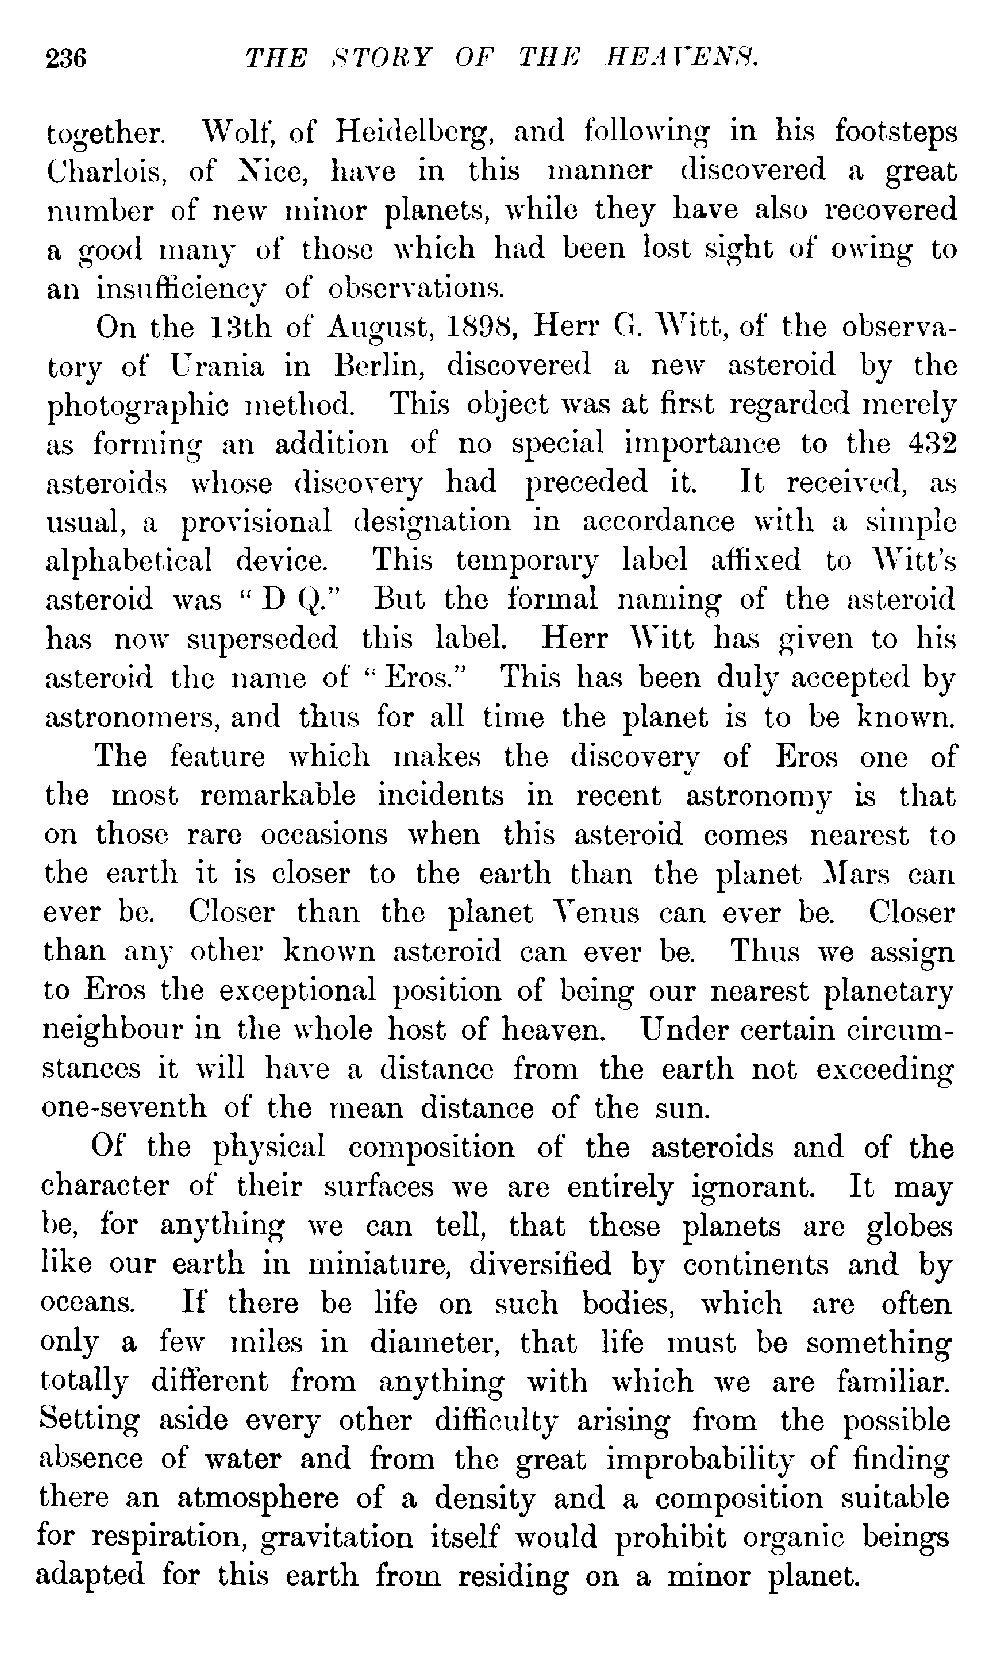 236 THE STORY OF THE HEAVENS.
together. Wolf, of Heidelberg, and following in his footsteps
Charlois, of Nice, have in this manner discovered a great
number of new minor planets, while they have also recovered
a good many of those which had been lost sight of owing to
an insufficiency of observations.
On the 13th of August, 1898, Herr G. Witt, of the observa-
tory of Urania in Berlin, discovered a new asteroid by the
photographic method. This object was at first regarded merely
as forming an addition of no special importance to the 432
asteroids whose discovery had preceded it. It received, as
usual, a provisional designation in accordance with a simple
alphabetical device. This temporary label affixed to Witt's
asteroid was "D Q." But the formal naming of the asteroid
has now superseded this label. Herr Witt has given to his
asteroid the name of "Eros." This has been duly accepted by
astronomers, and thus for all time the planet is to be known.
The feature which makes the discovery of Eros one of
the most remarkable incidents in recent astronomy is that
on those rare occasions when this asteroid comes nearest to
the earth it is closer to the earth than the planet Mars can
ever be. Closer than the planet Venus can ever be. Closer
than any other known asteroid can ever be. Thus we assign
to Eros the exceptional position of being our nearest planetary
neighbour in the whole host of heaven. Under certain circum-
stances it will have a distance from the earth not exceeding
one-seventh of the mean distance of the sun.
Of the physical composition of the asteroids and of the
character of their surfaces we are entirely ignorant. It may
be, for anything we can tell, that these planets are globes
like our earth in miniature, diversified by continents and by
oceans. If there be life on such bodies, which are often
only a few miles in diameter, that life must be something
totally different from anything with which we are familiar.
Setting aside every other difficulty arising from the possible
absence of water and from the great improbability of finding
there an atmosphere of a density and a composition suitable
for respiration, gravitation itself would prohibit organic beings
adapted for this earth from residing on a minor planet.